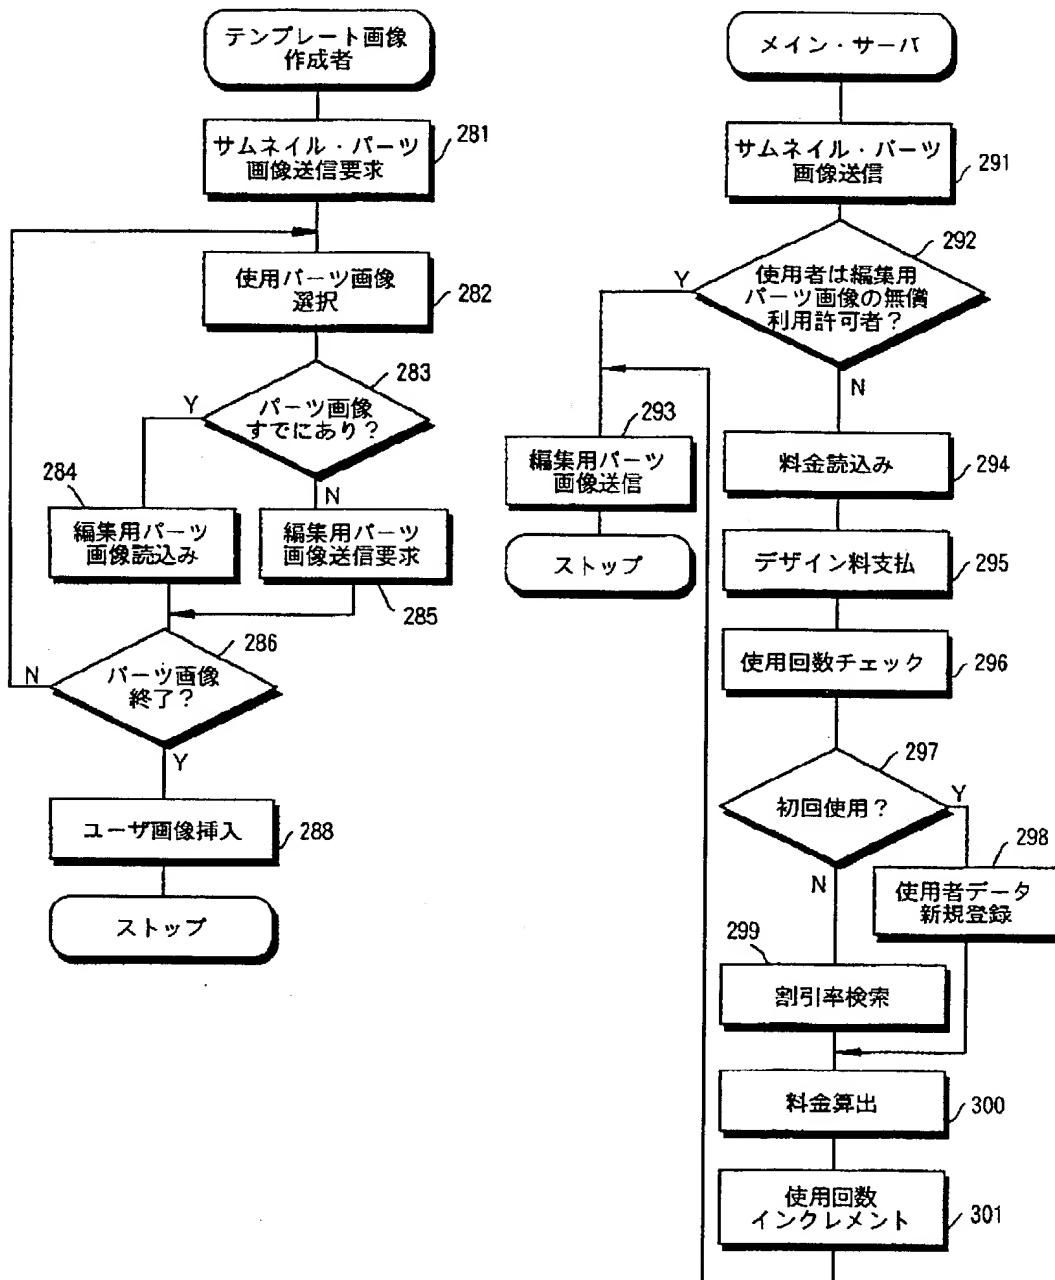 テンプレート画像
作成者
サムネイル・パーツ
画像送信要求
281
使用パーツ画像
選択
282
283
パーツ画像
すでにあり?
Y
N
284
編集用パーツ
画像読込み
編集用パーツ
画像送信要求
285
286
パーツ画像
終了?
N
Y
ユーザ画像挿入
288
ストップ
メイン・サーバ
サムネイル・パーツ
画像送信
291
292
使用者は編集用
パーツ画像の無償
利用許可者?
Y
N
293
編集用パーツ
画像送信
ストップ
料金読込み
294
デザイン料支払
295
使用回数チェック
296
297
初回使用?
Y
N
298
使用者データ
新規登録
299
割引率検索
料金算出
300
使用回数
インクレメント
301